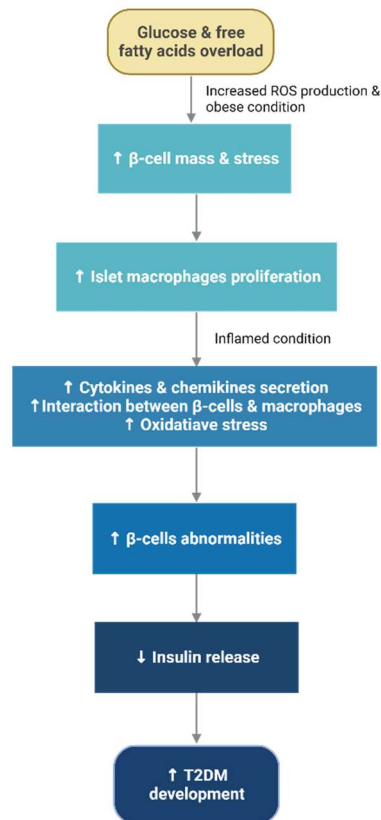 Glucose & free
fatty acids overload
Increased ROS production &
obese condition
↑ β-cell mass & stress
↑ Islet macrophages proliferation
Inflamed condition
↑ Cytokines & chemikines secretion
↑Interaction between β-cells & macrophages
↑ Oxidatiave stress
↑ β-cells abnormalities
↓ Insulin release
↑ T2DM
development